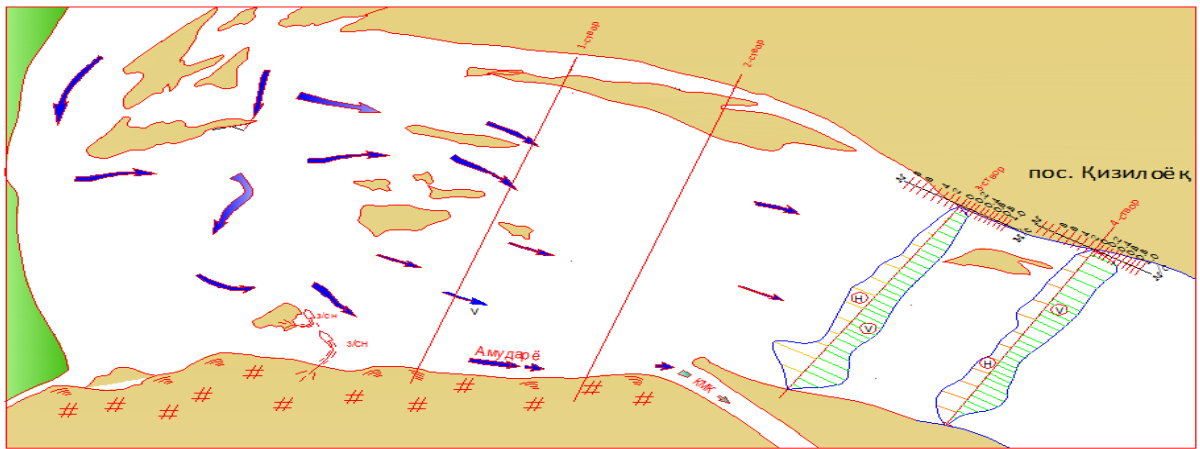 1-створ
2-створ
3-створ
пос. Қизилоёқ
4-створ
H
V
V
H
V
з/сн
з/сн
Амударё
КМК